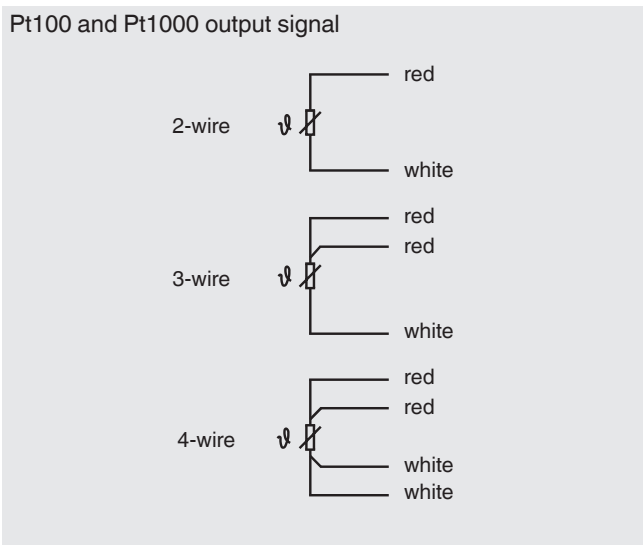 Pt100 and Pt1000 output signal
red
2-wire ϑ
white
red
red
3-wire ϑ
white
red
red
4-wire ϑ
white
white